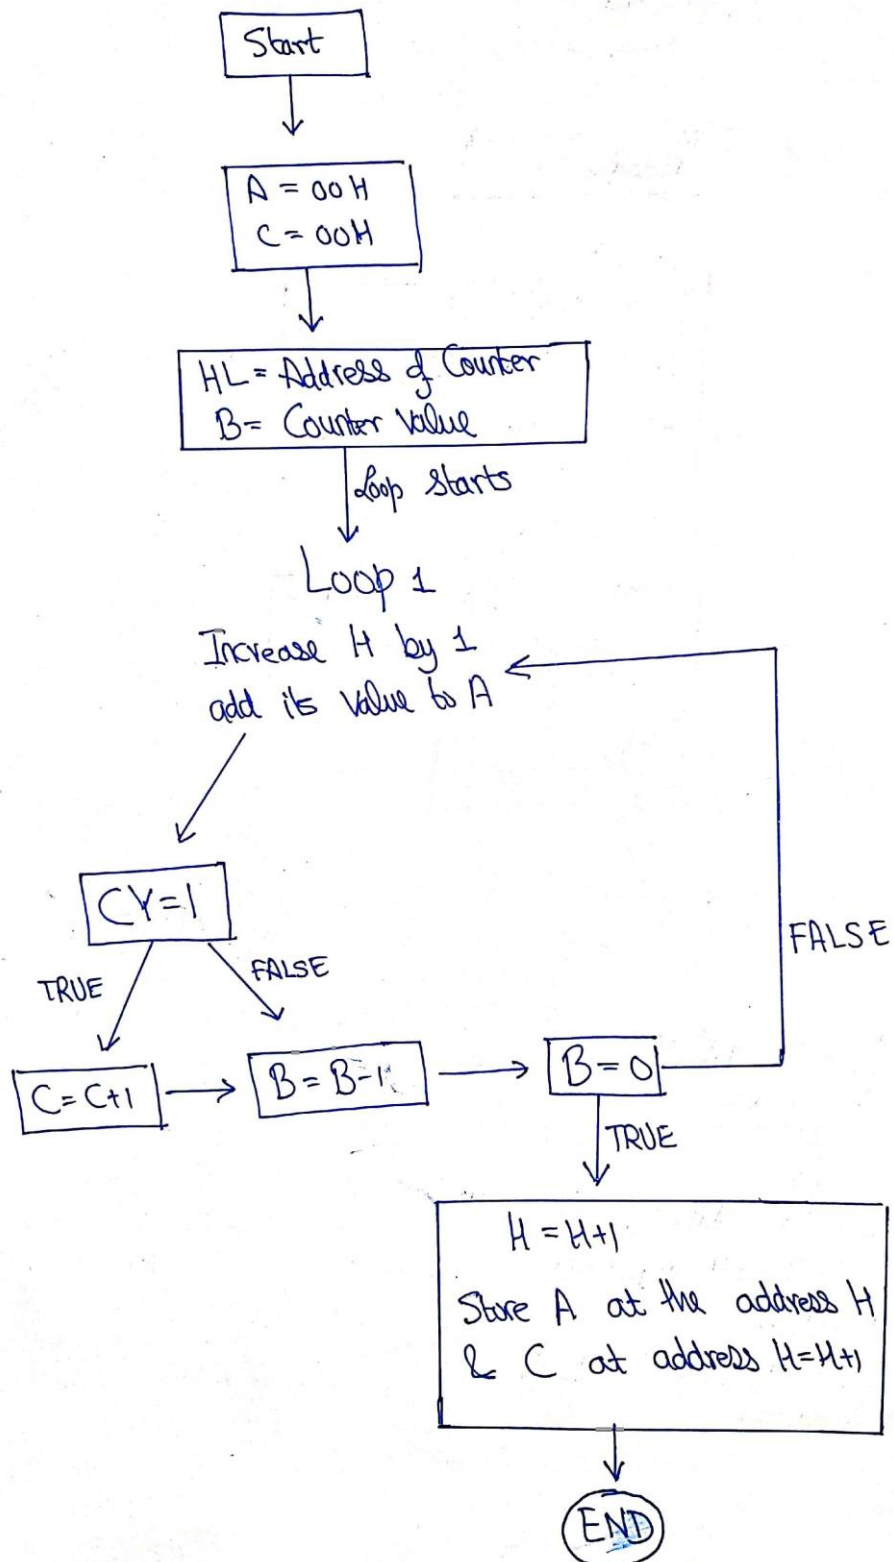 Start
A = 00H
C = 00H
HL = Address of Counter
B = Counter Value
Loop starts
Loop 1
Increase H by 1
add its value to A
CY=1
TRUE
FALSE
C = C+1
B = B-1
B = 0
FALSE
TRUE
H = H+1
Store A at the address H
& C at address H=H+1
END